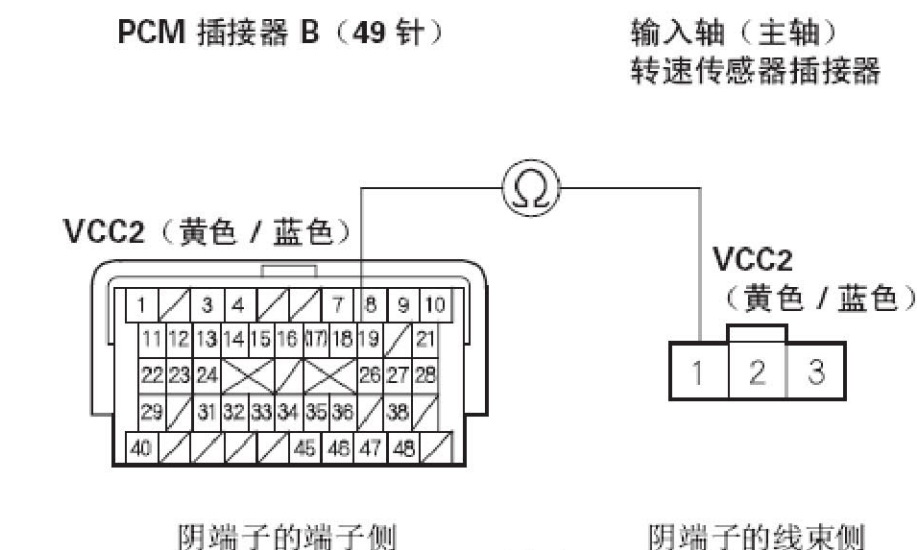 PCM 插接器 B（49 针）
输入轴（主轴）
转速传感器插接器
VCC2（黄色 / 蓝色）
VCC2
（黄色 / 蓝色）
1 3 4 7 8 9 10
11 12 13 14 15 16 (17) 18 19 21
22 23 24 26 27 28
29 31 32 33 34 35 36 38
40 45 46 47 48
1 2 3
Ω
阴端子的端子侧
阴端子的线束侧